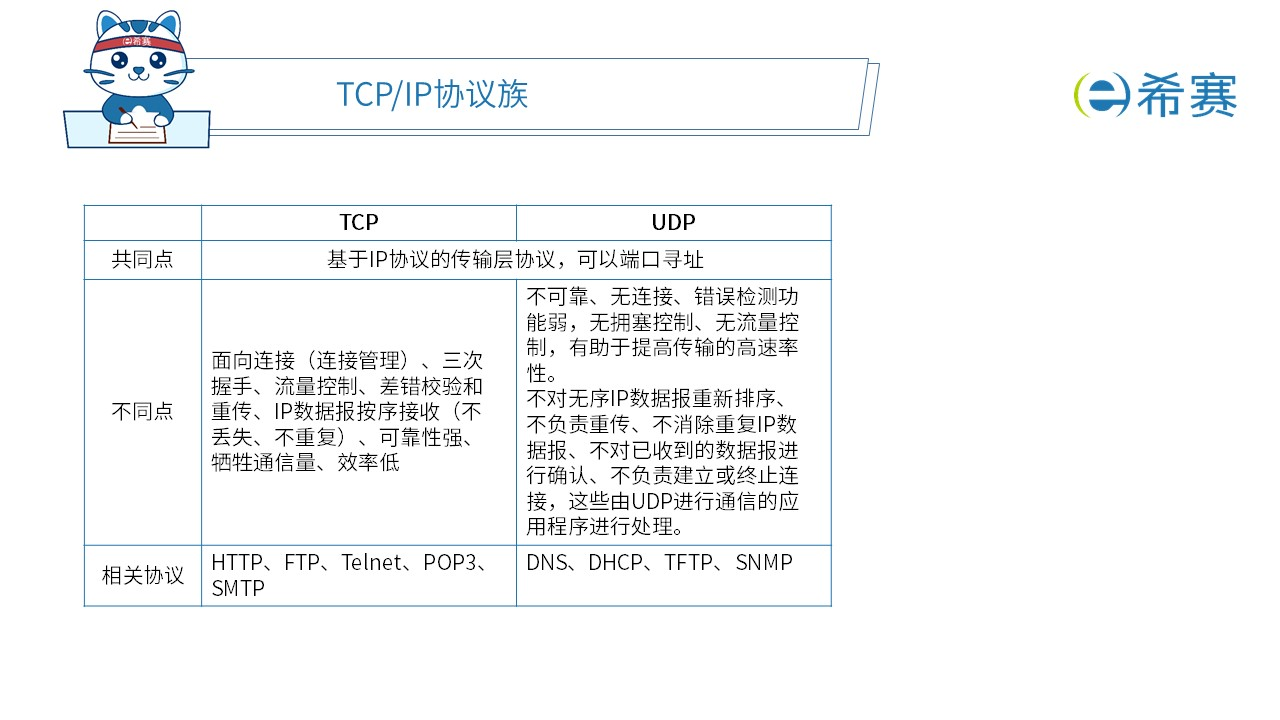 希赛
TCP/IP协议族
希赛
TCP
UDP
共同点
基于IP协议的传输层协议，可以端口寻址
不同点
面向连接（连接管理）、三次
握手、流量控制、差错校验和
重传、IP数据报按序接收（不
丢失、不重复）、可靠性强、
牺牲通信量、效率低
不可靠、无连接、错误检测功
能弱，无拥塞控制、无流量控
制，有助于提高传输的高速率
性。
不对无序IP数据报重新排序、
不负责重传、不消除重复IP数
据报、不对已收到的数据报进
行确认、不负责建立或终止连
接，这些由UDP进行通信的应
用程序进行处理。
相关协议
HTTP、FTP、Telnet、POP3、
SMTP
DNS、DHCP、TFTP、SNMP